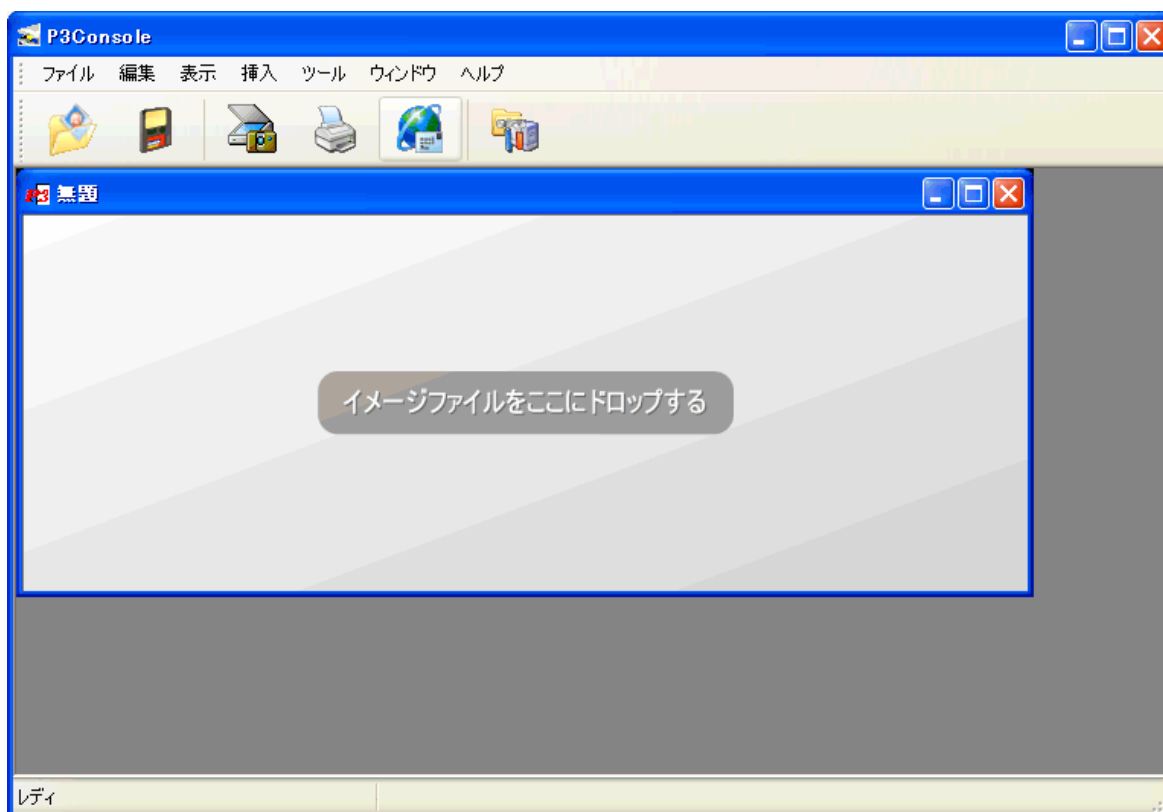 P3Console
ファイル 編集 表示 挿入 ツール ウィンドウ ヘルプ
P3 無題
イメージファイルをここにドロップする
レディ